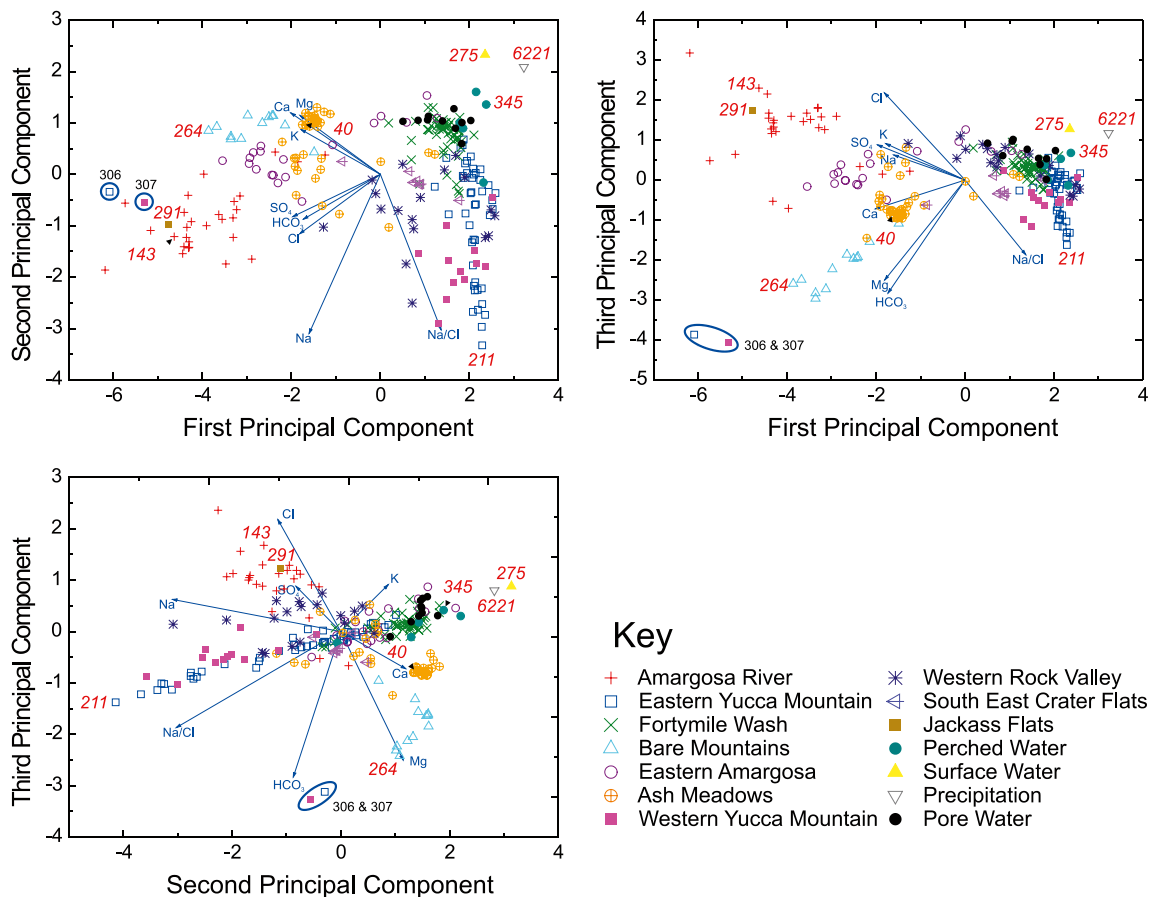 3
2
1
0
-1
-2
-3
-4
-6
-4
-2
0
2
4
Second Principal Component
First Principal Component
275
6221
345
Ca
Mg
K
264
40
306
307
291
143
SO4
HCO3
Cl
Na
Na/Cl
211
4
3
2
1
0
-1
-2
-3
-4
-5
-6
-4
-2
0
2
4
Third Principal Component
First Principal Component
143
291
Cl
K
SO4
Na
275
6221
345
Ca
40
264
Mg
HCO3
Na/Cl
211
306 & 307
3
2
1
0
-1
-2
-3
-4
-4
-2
0
2
4
Third Principal Component
Second Principal Component
143
Cl
291
SO4
K
345
275
6221
Na
40
Ca
211
Na/Cl
264
Mg
HCO3
306 & 307
Key
Amargosa River
Eastern Yucca Mountain
Fortymile Wash
Bare Mountains
Eastern Amargosa
Ash Meadows
Western Yucca Mountain
Western Rock Valley
South East Crater Flats
Jackass Flats
Perched Water
Surface Water
Precipitation
Pore Water